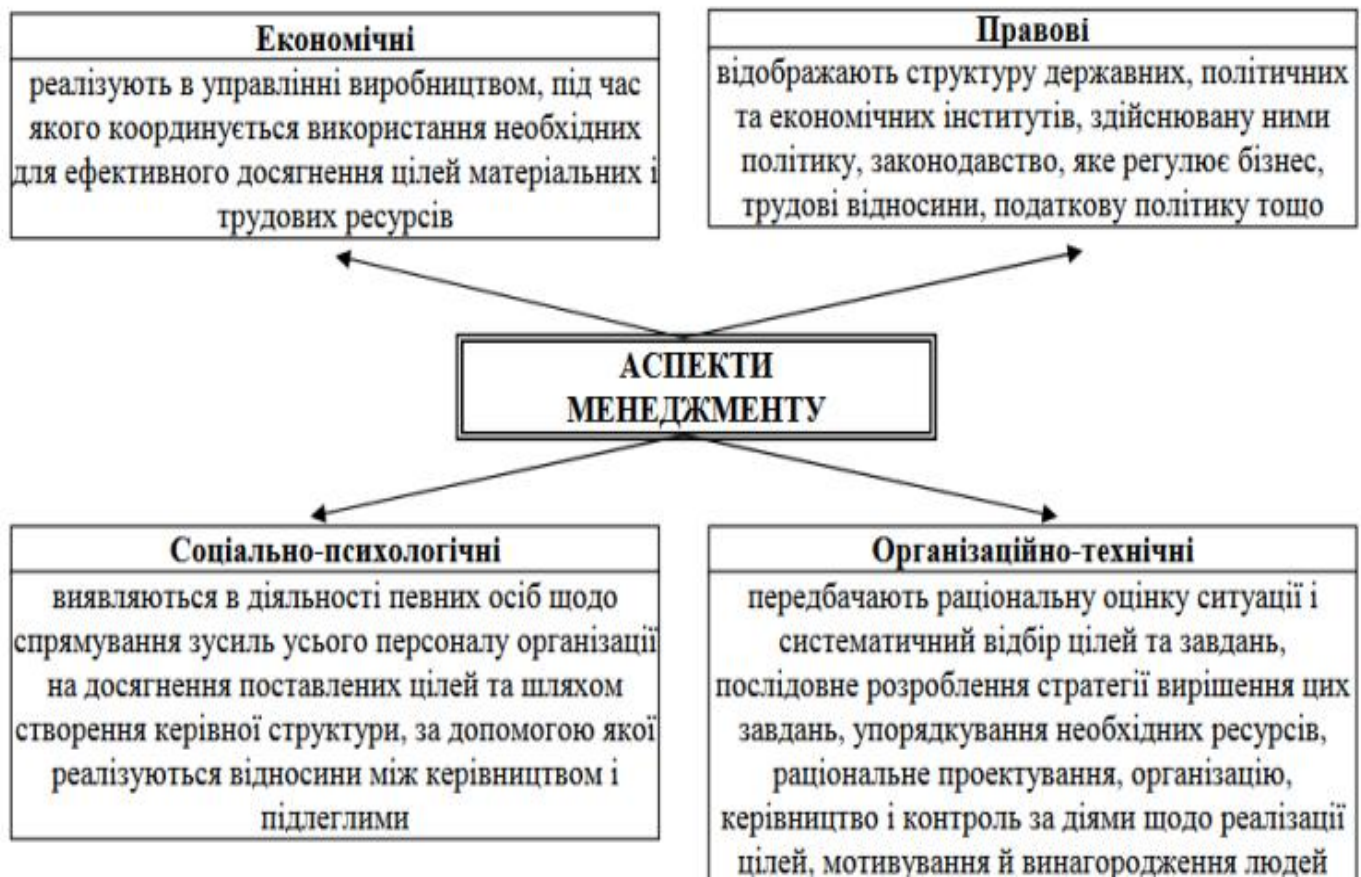 Економічні
реалізують в управлінні виробництвом, під час
якого координується використання необхідних
для ефективного досягнення цілей матеріальних і
трудових ресурсів
Правові
відображають структуру державних, політичних
та економічних інститутів, здійснювану ними
політику, законодавство, яке регулює бізнес,
трудові відносини, податкову політику тощо
АСПЕКТИ
МЕНЕДЖМЕНТУ
Соціально-психологічні
виявляються в діяльності певних осіб щодо
спрямування зусиль усього персоналу організації
на досягнення поставлених цілей та шляхом
створення керівної структури, за допомогою якої
реалізуються відносини між керівництвом і
підлеглими
Організаційно-технічні
передбачають раціональну оцінку ситуації і
систематичний відбір цілей та завдань,
послідовне розроблення стратегії вирішення цих
завдань, упорядкування необхідних ресурсів,
раціональне проектування, організацію,
керівництво і контроль за діями щодо реалізації
цілей, мотивування й винагородження людей